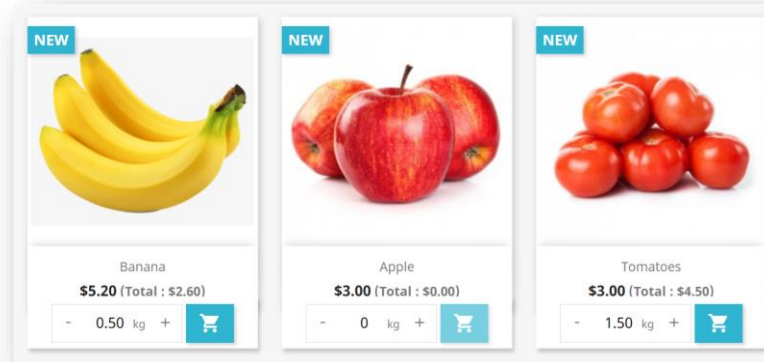 NEW
NEW
NEW
Banana
$5.20 (Total : $2.60)
- 0.50 kg +
Apple
$3.00 (Total : $0.00)
- 0 kg +
Tomatoes
$3.00 (Total : $4.50)
- 1.50 kg +